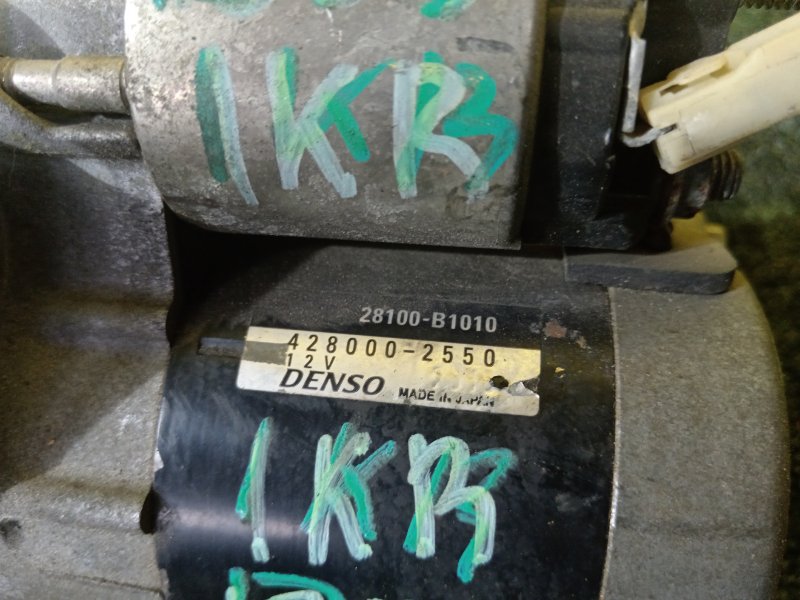 1KR
28100-B1010
428000-2550
12V
DENSO MADE IN JAPAN
1KR